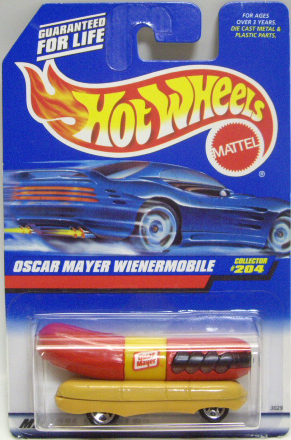 GUARANTEED
FOR LIFE
FOR AGES
OVER 3 YEARS.
DIE CAST METAL &
PLASTIC PARTS.
Hot Wheels
MATTEL
®
OSCAR MAYER WIENERMOBILE
COLLECTOR
#204
Oscar
Mayer
3029